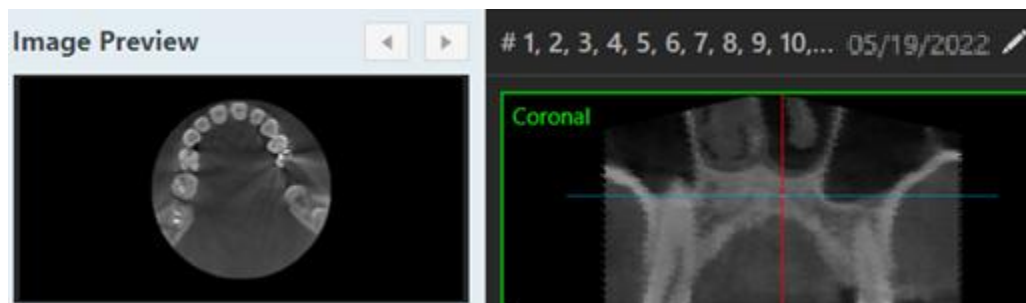 Image Preview
# 1, 2, 3, 4, 5, 6, 7, 8, 9, 10,... 05/19/2022
Coronal